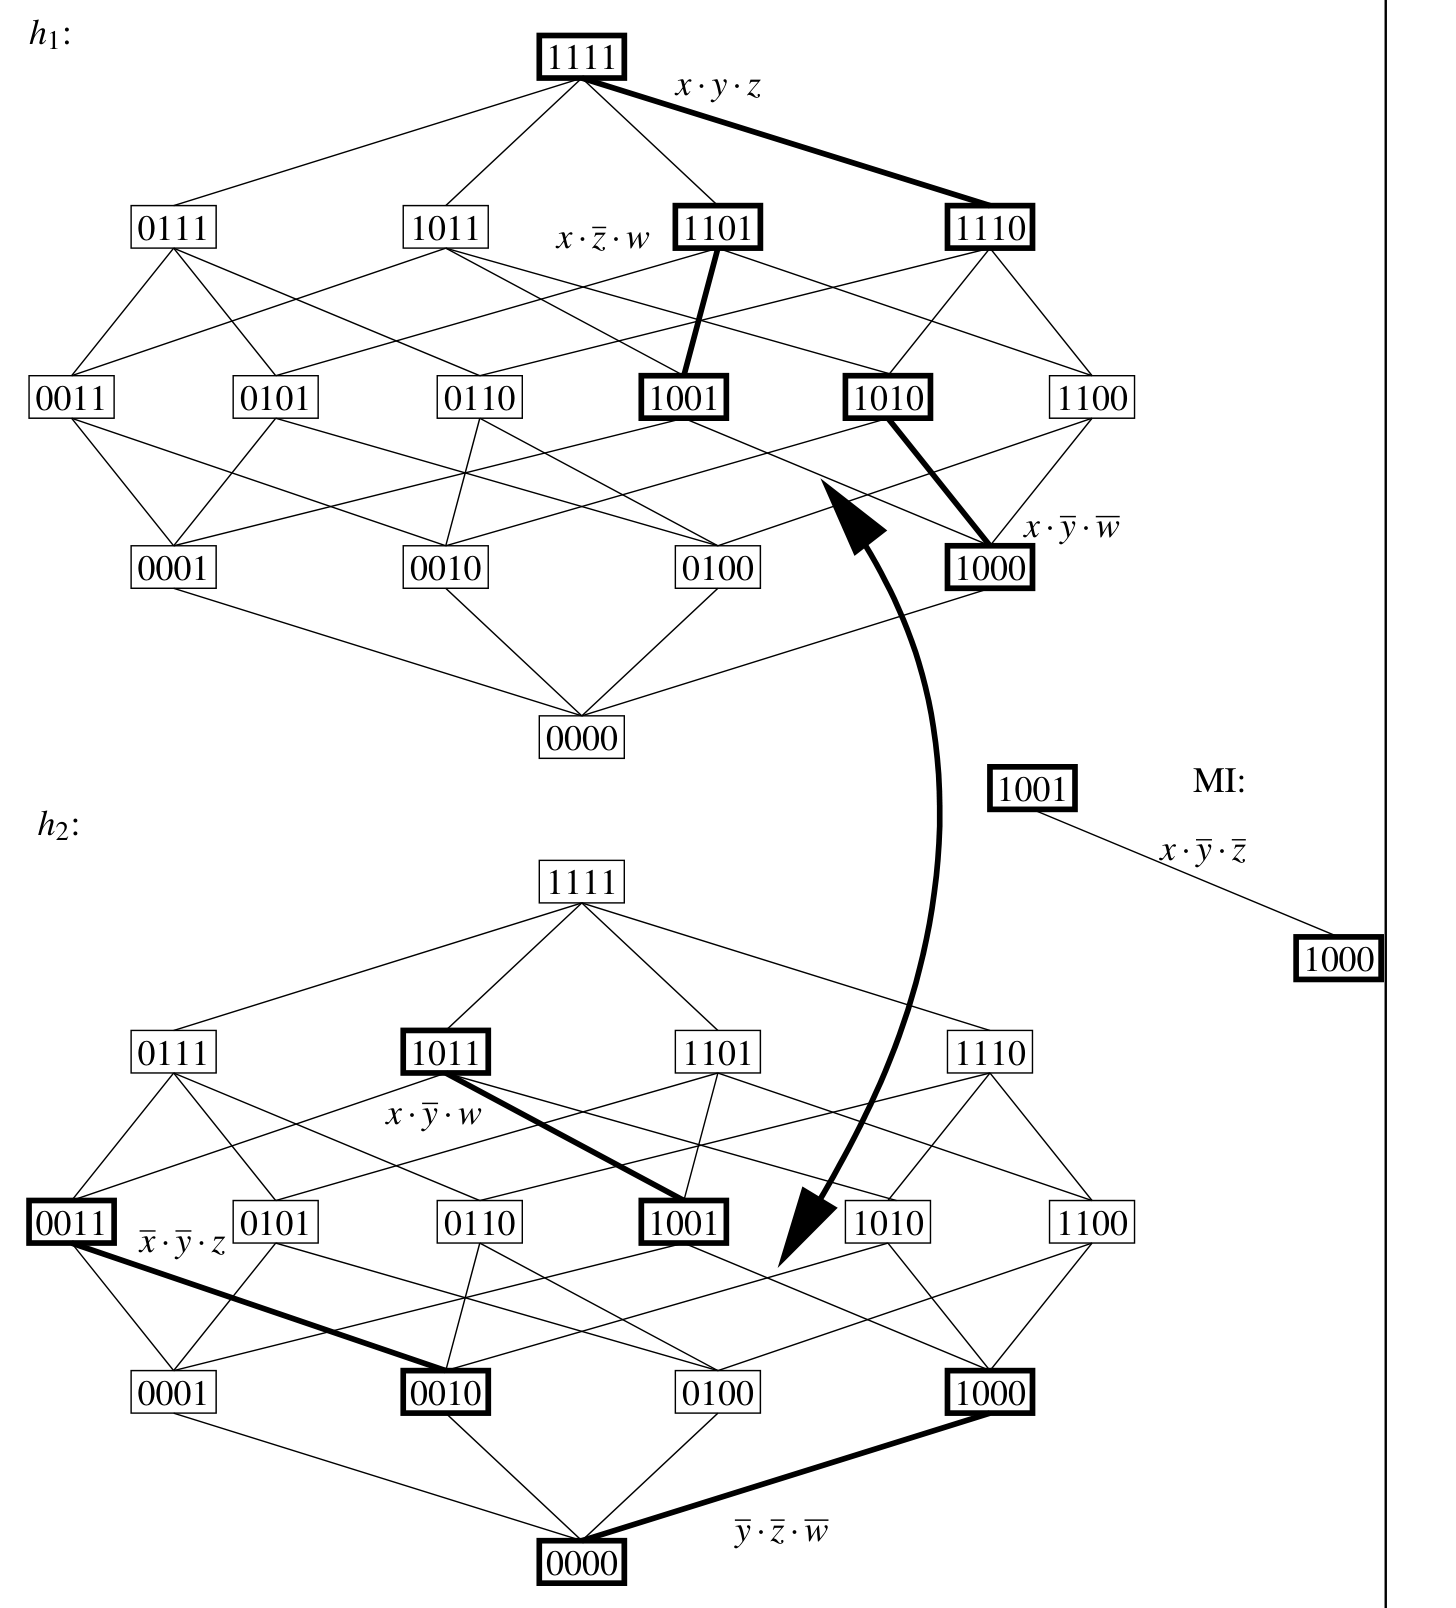 h₁:
1111
x · y · z
0111 1011 x · z̅ · w 1101 1110
0011 0101 0110 1001 1010 1100
x · y̅ · w̅
0001 0010 0100 1000
0000
1001 MI:
h₂:
x · y̅ · z̅
1111
1000
0111 1011 1101 1110
x · y̅ · w
0011 x̅ · y̅ · z 0101 0110 1001 1010 1100
0001 0010 0100 1000
y̅ · z̅ · w̅
0000